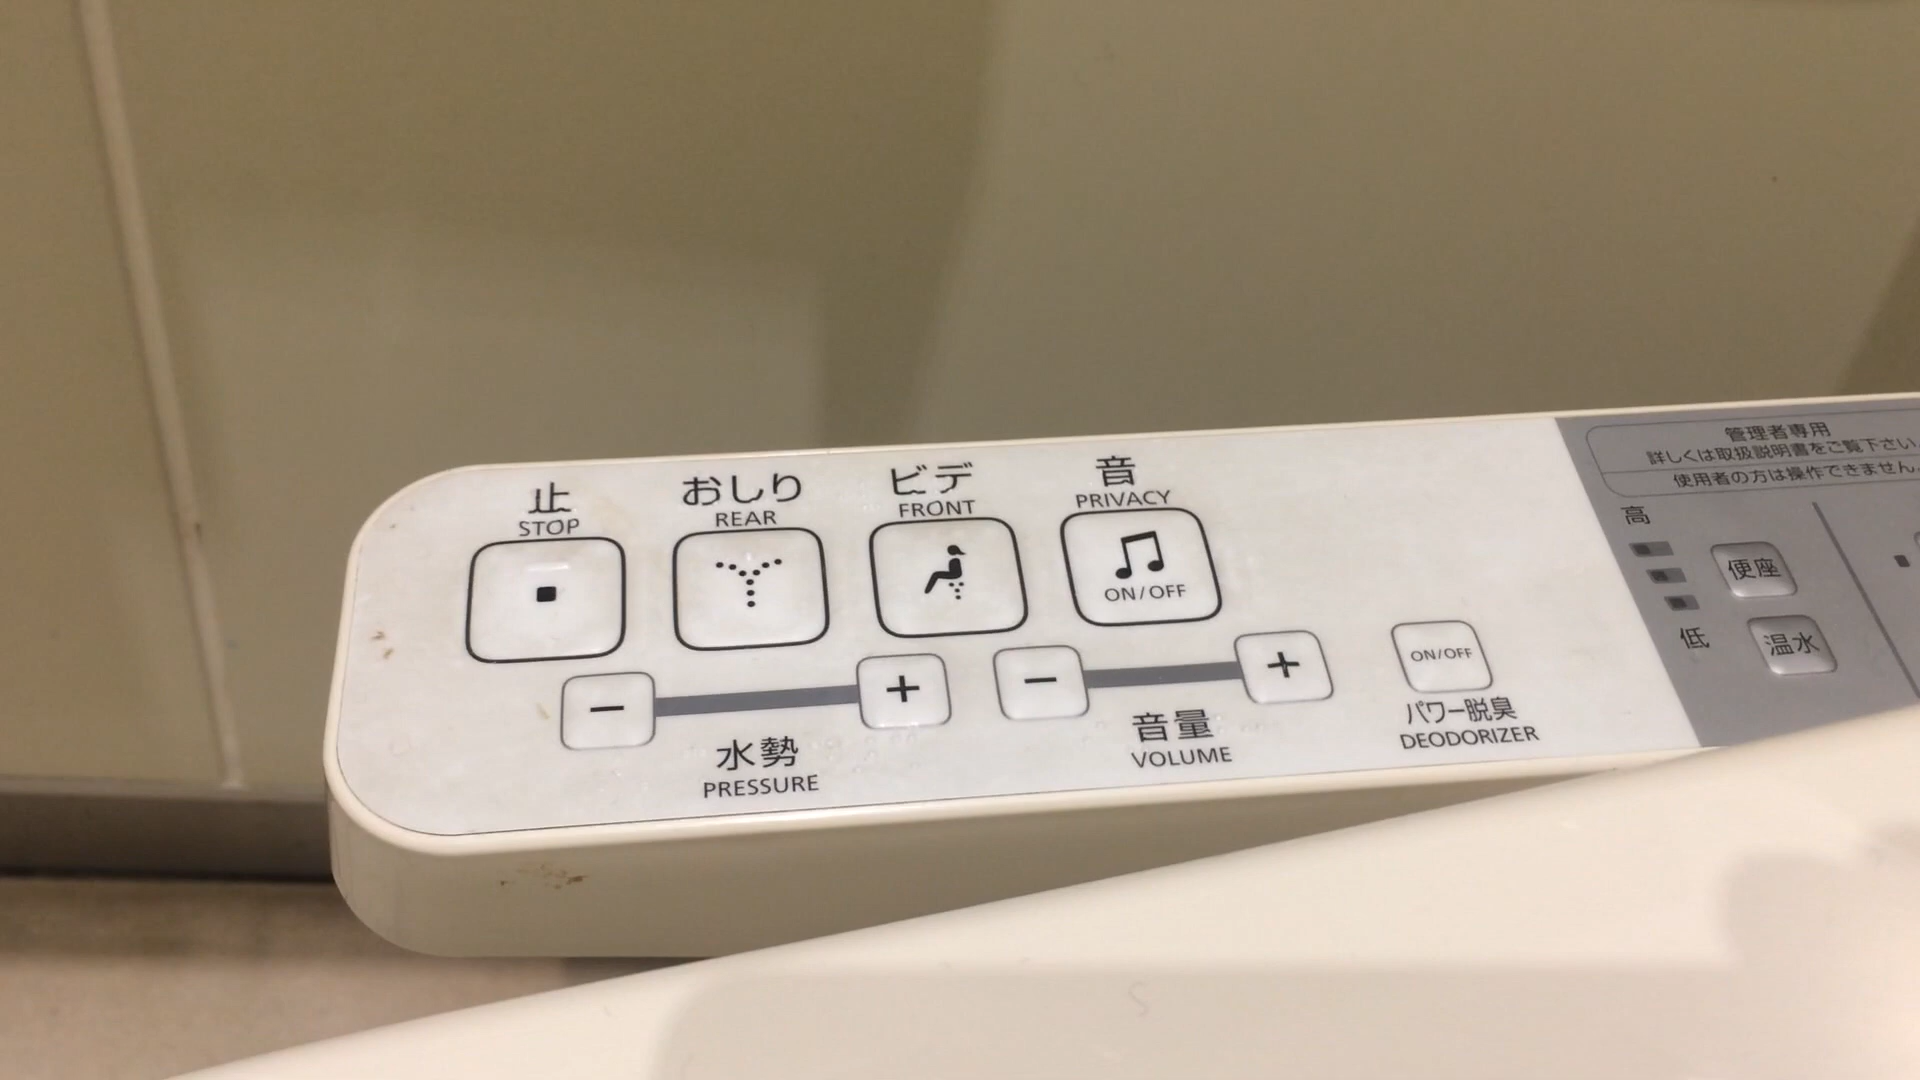 止
STOP
おしり
REAR
ビデ
FRONT
音
PRIVACY
ON/OFF
−
+
水勢
PRESSURE
−
+
音量
VOLUME
ON/OFF
パワー脱臭
DEODORIZER
管理者専用
詳しくは取扱説明書をご覧下さい。
使用者の方は操作できません。
高
低
便座
温水